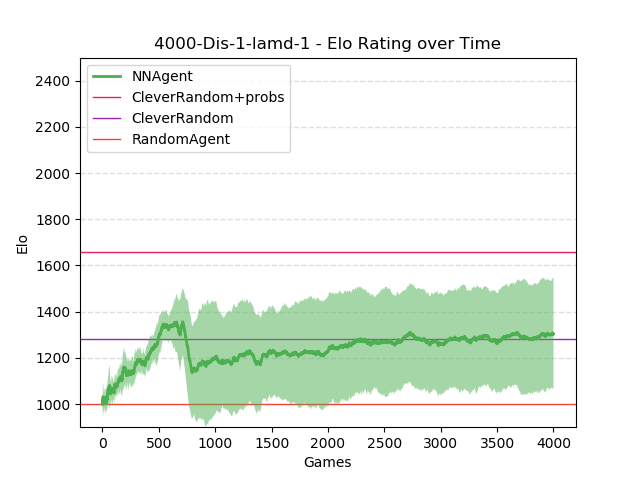 4000-Dis-1-lamd-1 - Elo Rating over Time
NNAgent
CleverRandom+probs
CleverRandom
RandomAgent
Elo
2400
2200
2000
1800
1600
1400
1200
1000
0 500 1000 1500 2000 2500 3000 3500 4000
Games